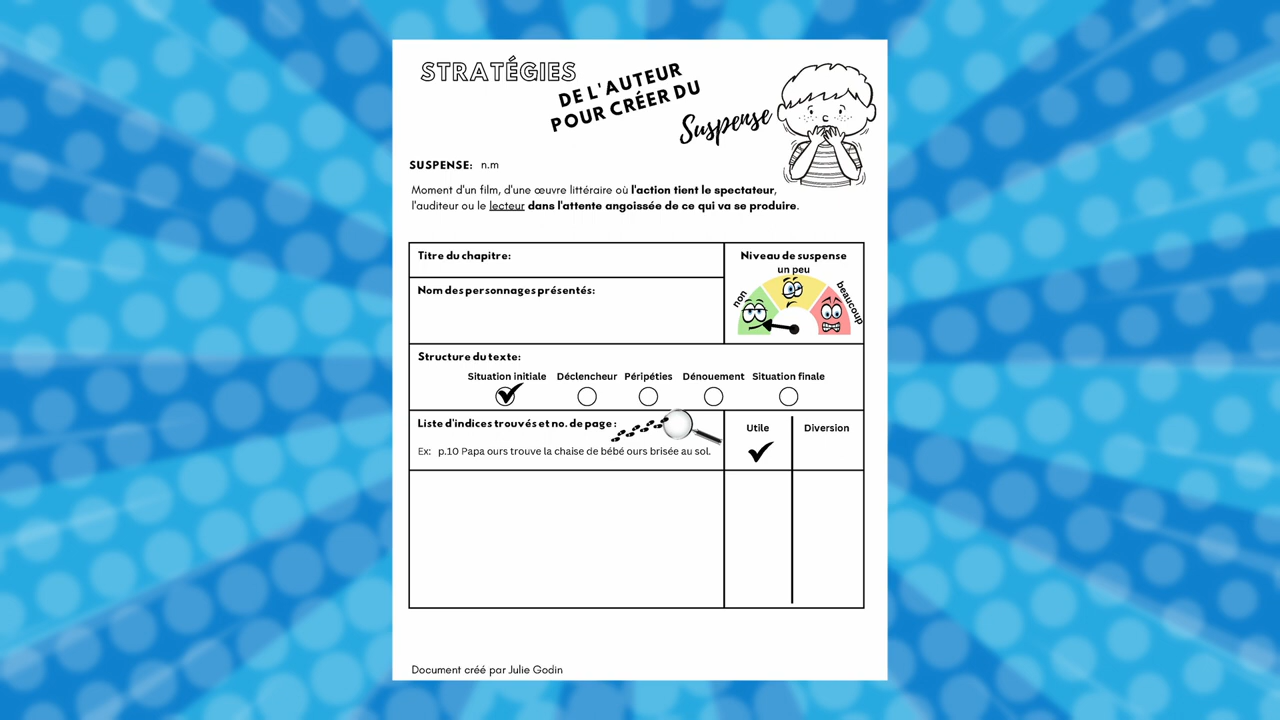 STRATÉGIES
DE L'AUTEUR
POUR CRÉER DU
Suspense
SUSPENSE: n.m
Moment d'un film, d'une œuvre littéraire où l'action tient le spectateur,
l'auditeur ou le lecteur dans l'attente angoissée de ce qui va se produire.
Titre du chapitre:
Niveau de suspense
non
un peu
beaucoup
Nom des personnages présentés:
Structure du texte:
Situation initiale Déclencheur Péripéties Dénouement Situation finale
Liste d'indices trouvés et no. de page:
Utile Diversion
Ex: p.10 Papa ours trouve la chaise de bébé ours brisée au sol.
Document créé par Julie Godin